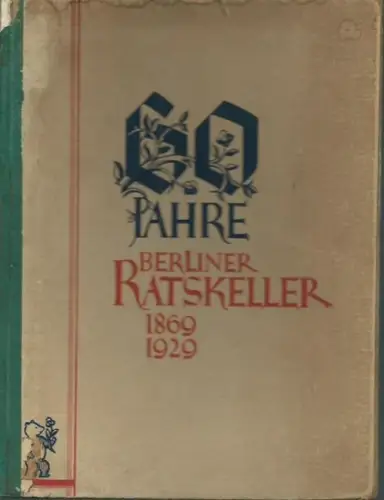 60
JAHRE
BERLINER
RATSKELLER
1869
1929